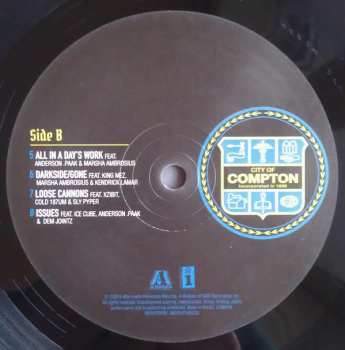 Side B
5 ALL IN A DAY'S WORK FEAT.
ANDERSON .PAAK & MARSHA AMBROSIUS
6 DARKSIDE/GONE FEAT. KING MEZ,
MARSHA AMBROSIUS & KENDRICK LAMAR
7 LOOSE CANNONS FEAT. XZIBIT,
COLD 187UM & SLY PYPER
8 ISSUES FEAT. ICE CUBE, ANDERSON .PAAK
& DEM JOINTZ
CITY OF
COMPTON
Incorporated in 1888